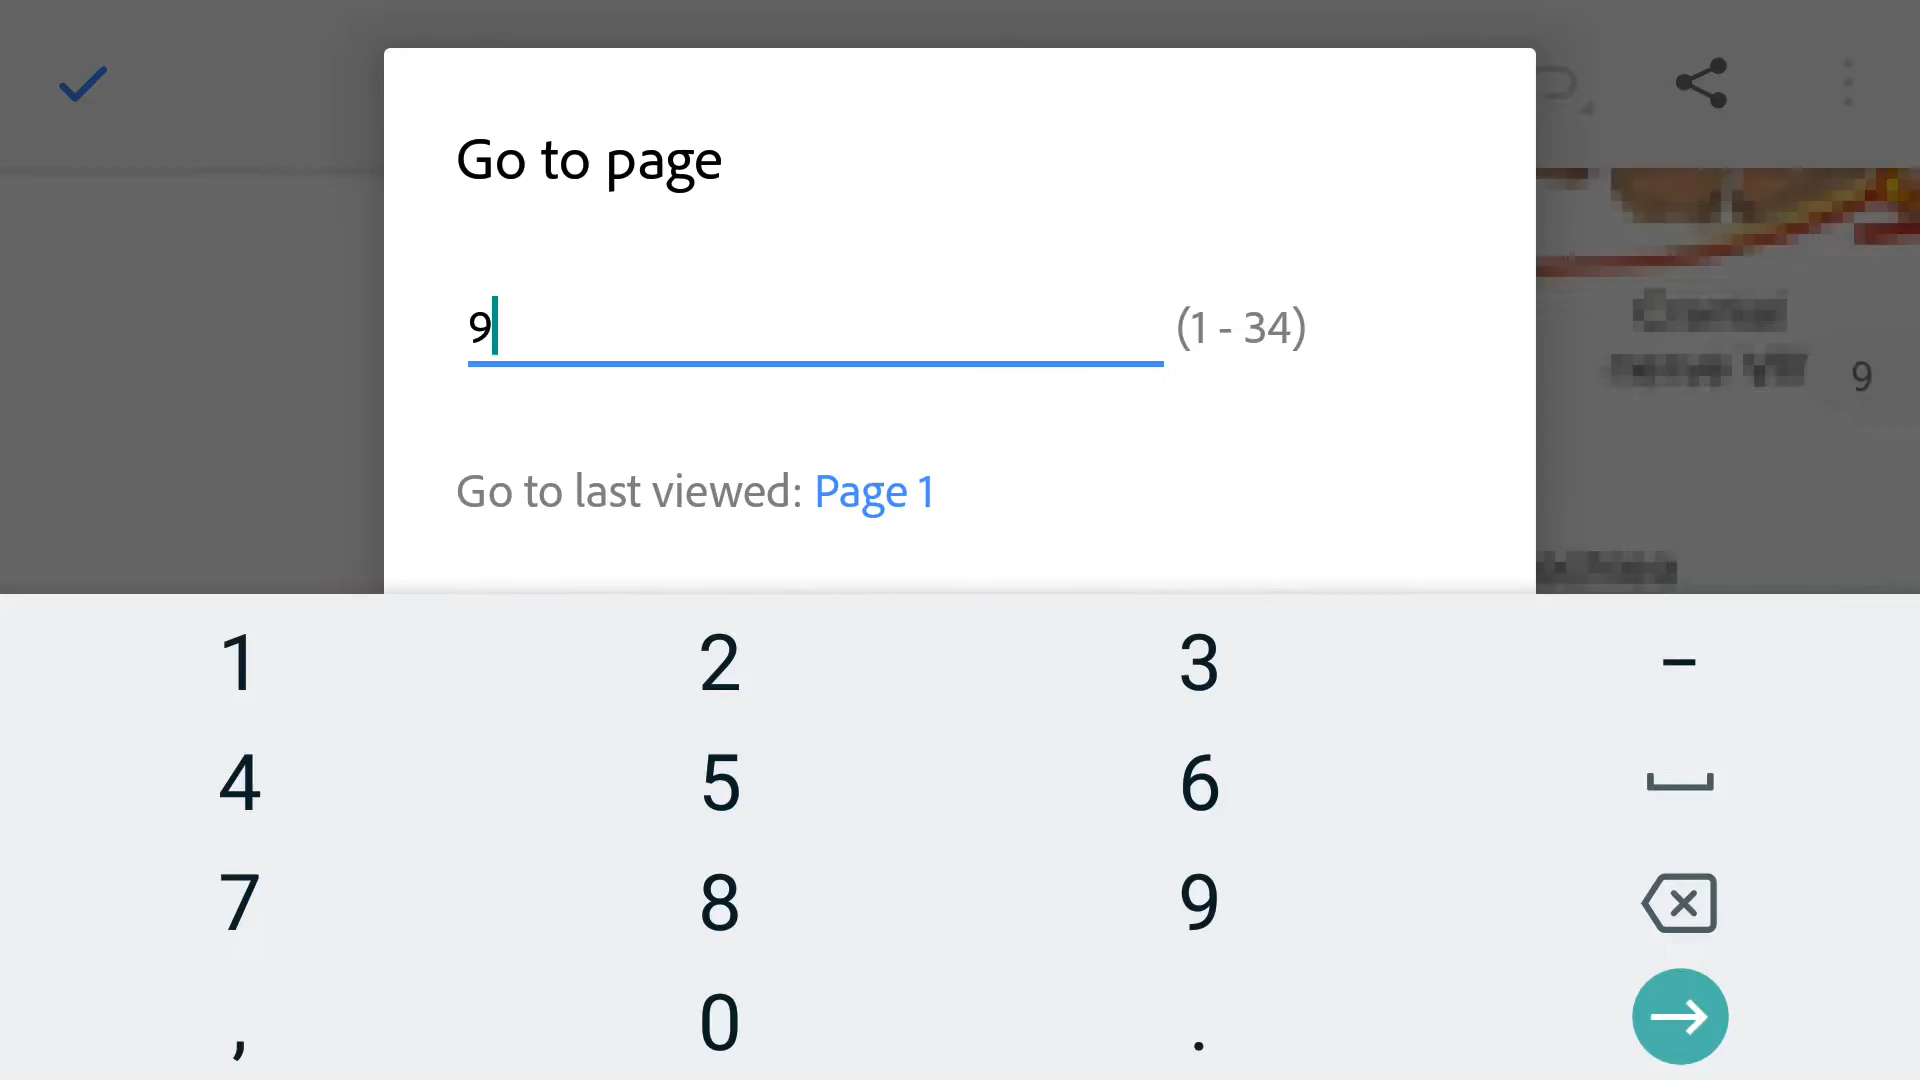 Go to page
9 (1 - 34)
9
Go to last viewed: Page 1
1 2 3 –
4 5 6
7 8 9
, 0 .